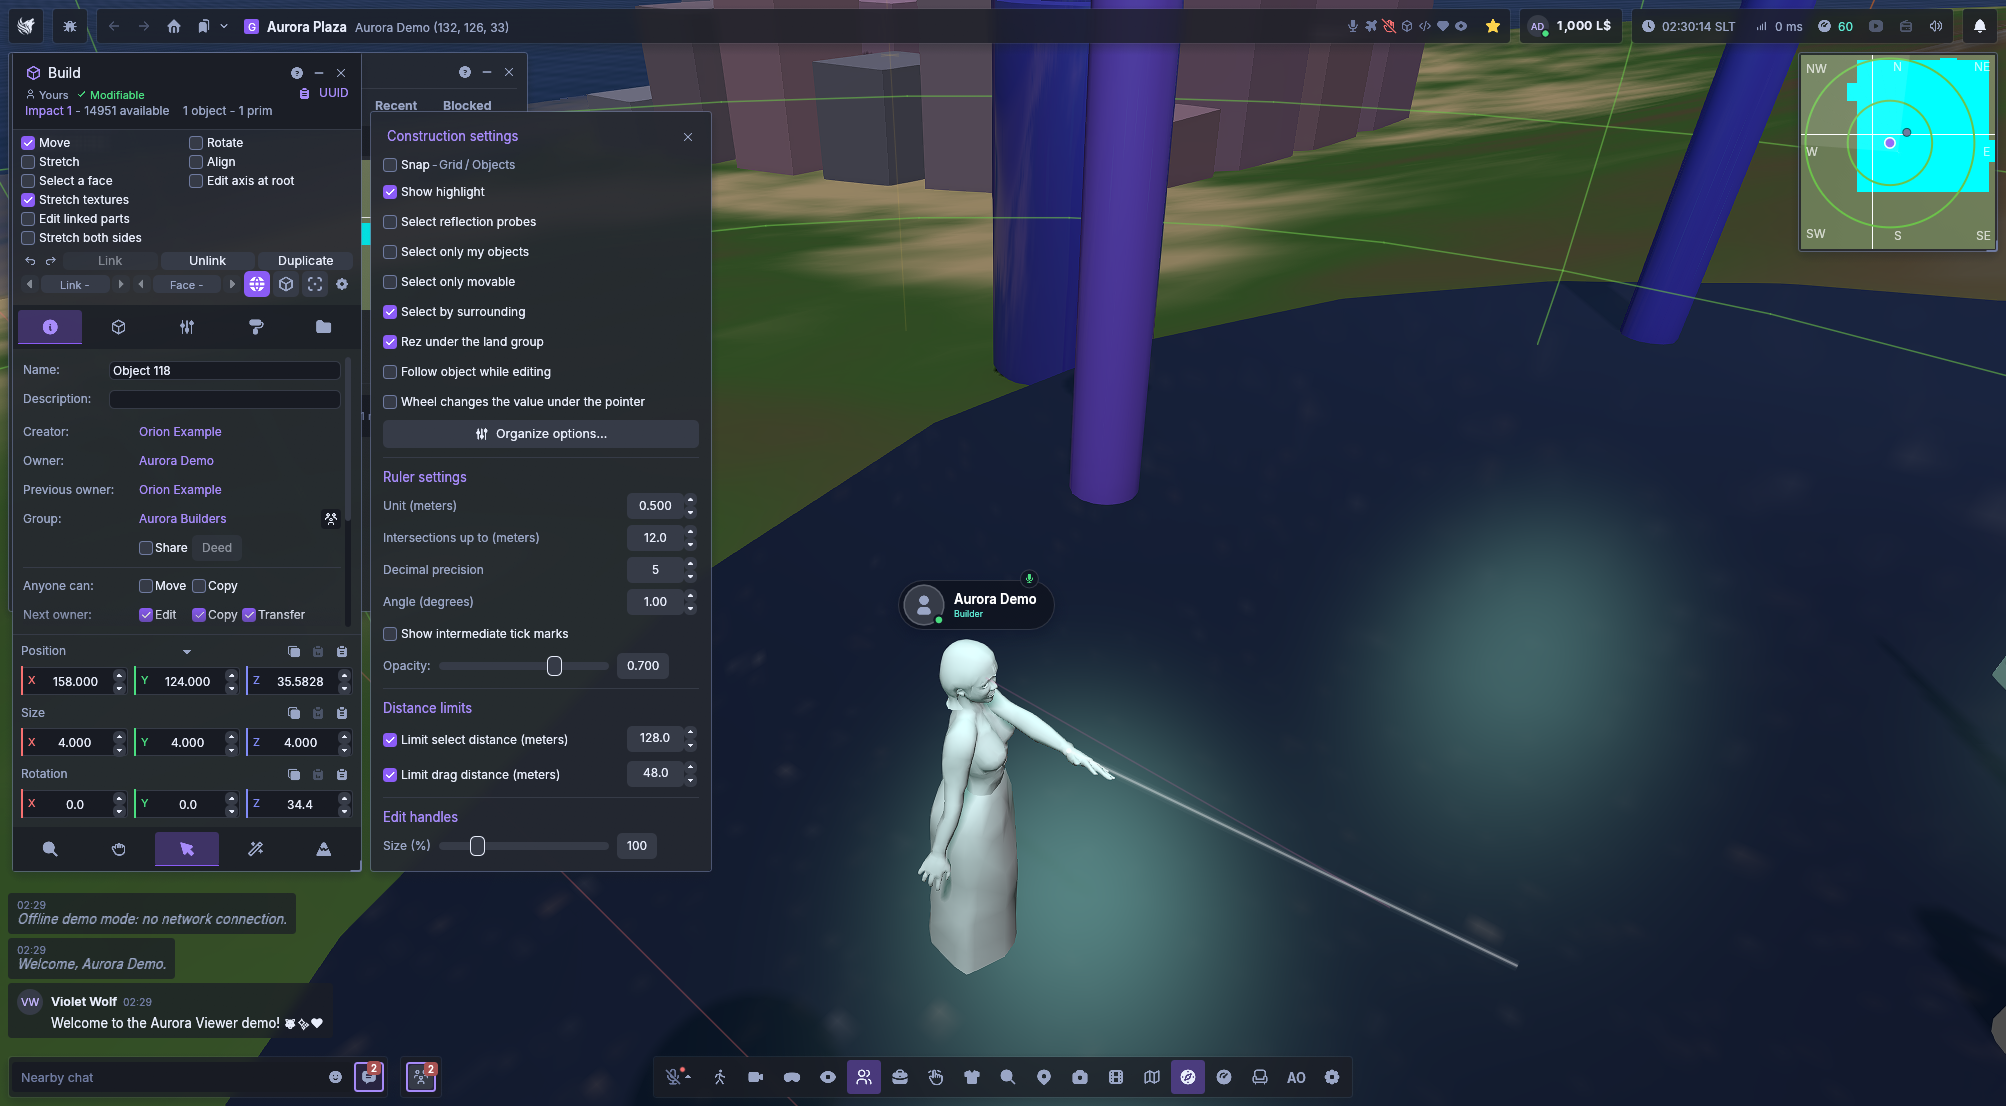 Aurora Plaza Aurora Demo (132, 126, 33)
AD 1,000 L$
02:30:14 SLT 0 ms 60
Build
Yours Modifiable UUID
Impact 1 - 14951 available 1 object - 1 prim
Move Rotate
Stretch Align
Select a face Edit axis at root
Stretch textures
Edit linked parts
Stretch both sides
Link Unlink Duplicate
Link - Face -
Name: Object 118
Description:
Creator: Orion Example
Owner: Aurora Demo
Previous owner: Orion Example
Group: Aurora Builders
Share Deed
Anyone can: Move Copy
Next owner: Edit Copy Transfer
Position
X 158.000 Y 124.000 Z 35.5828
Size
X 4.000 Y 4.000 Z 4.000
Rotation
X 0.0 Y 0.0 Z 34.4
Recent Blocked
Construction settings
Snap - Grid / Objects
Show highlight
Select reflection probes
Select only my objects
Select only movable
Select by surrounding
Rez under the land group
Follow object while editing
Wheel changes the value under the pointer
Organize options...
Ruler settings
Unit (meters) 0.500
Intersections up to (meters) 12.0
Decimal precision 5
Angle (degrees) 1.00
Show intermediate tick marks
Opacity: 0.700
Distance limits
Limit select distance (meters) 128.0
Limit drag distance (meters) 48.0
Edit handles
Size (%) 100
NW N NE
W E
SW S SE
Aurora Demo
Builder
02:29
Offline demo mode: no network connection.
02:29
Welcome, Aurora Demo.
VW Violet Wolf 02:29
Welcome to the Aurora Viewer demo!
Nearby chat 2 2
AO